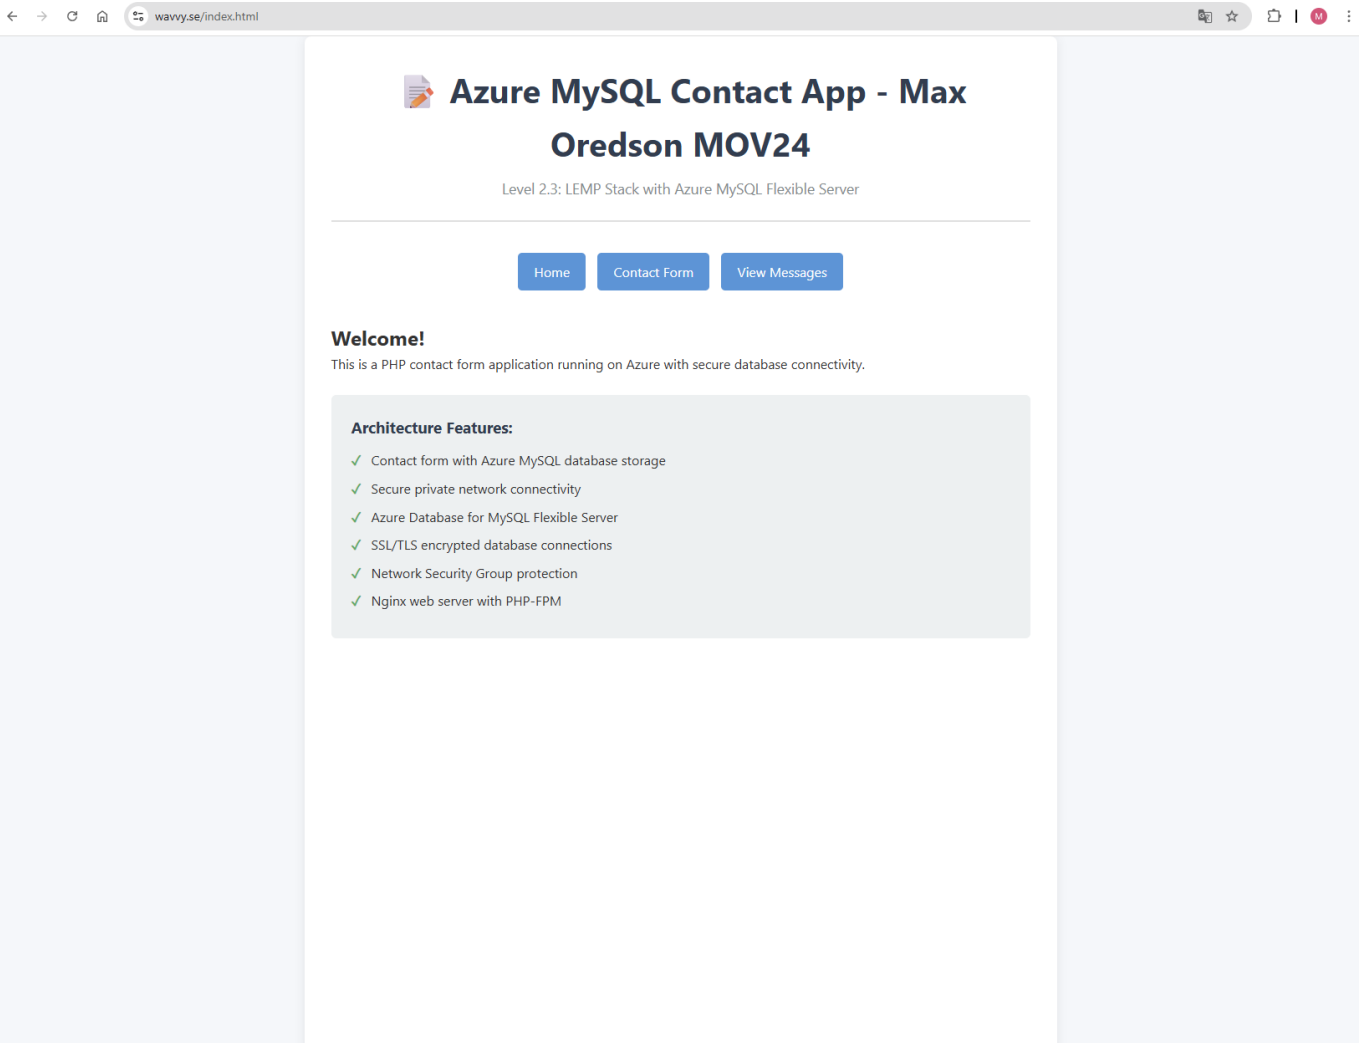 wavvy.se/index.html
M
Azure MySQL Contact App - Max
Oredson MOV24
Level 2.3: LEMP Stack with Azure MySQL Flexible Server
Home
Contact Form
View Messages
Welcome!
This is a PHP contact form application running on Azure with secure database connectivity.
Architecture Features:
✓ Contact form with Azure MySQL database storage
✓ Secure private network connectivity
✓ Azure Database for MySQL Flexible Server
✓ SSL/TLS encrypted database connections
✓ Network Security Group protection
✓ Nginx web server with PHP-FPM